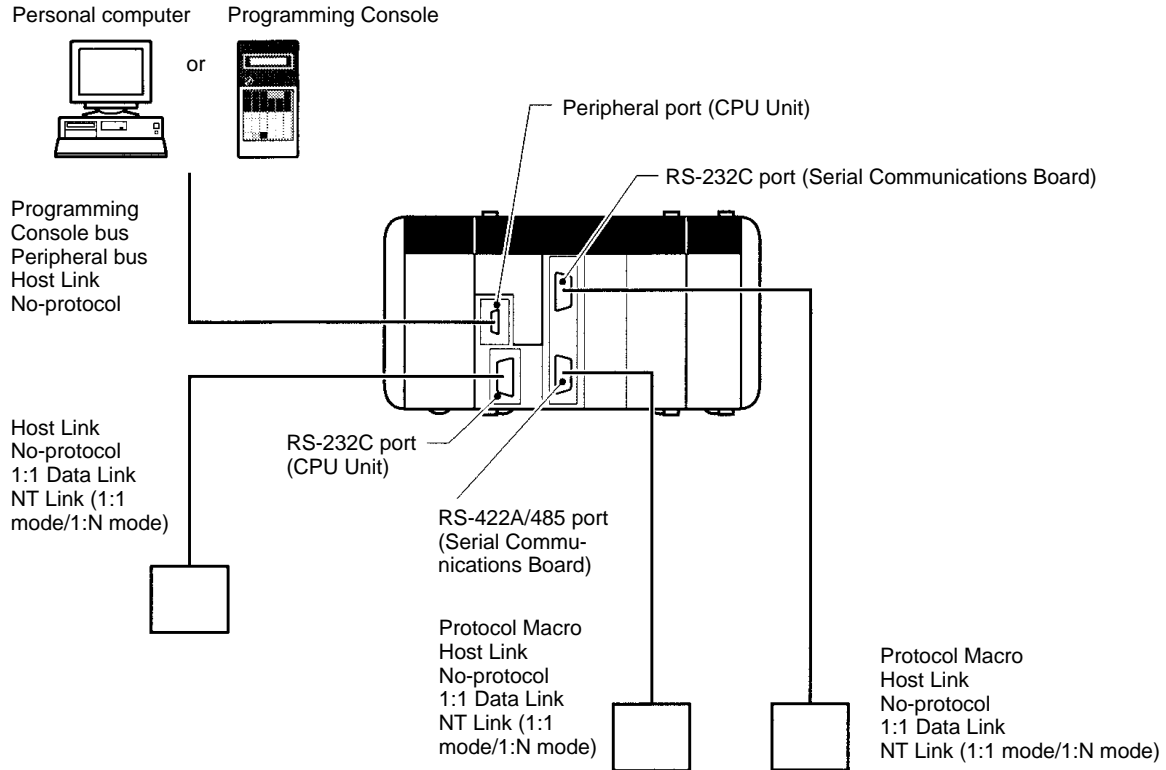 Personal computer
Programming Console
or
Peripheral port (CPU Unit)
RS-232C port (Serial Communications Board)
Programming
Console bus
Peripheral bus
Host Link
No-protocol
Host Link
No-protocol
1:1 Data Link
NT Link (1:1
mode/1:N mode)
RS-232C port
(CPU Unit)
RS-422A/485 port
(Serial Commu-
nications Board)
Protocol Macro
Host Link
No-protocol
1:1 Data Link
NT Link (1:1
mode/1:N mode)
Protocol Macro
Host Link
No-protocol
1:1 Data Link
NT Link (1:1 mode/1:N mode)